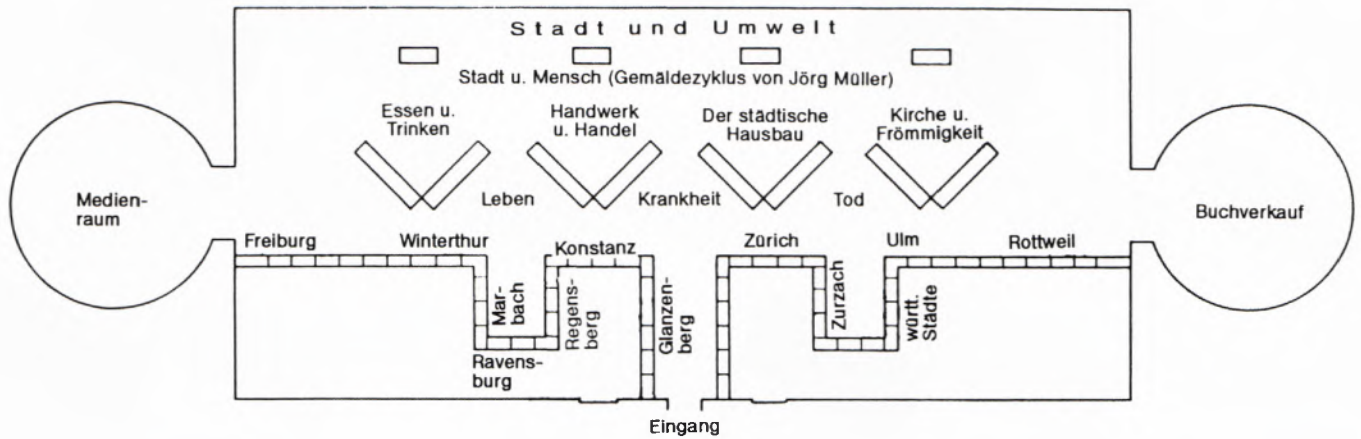 Stadt und Umwelt
Stadt u. Mensch (Gemäldezyklus von Jörg Müller)
Essen u.
Trinken
Handwerk
u. Handel
Der städtische
Hausbau
Kirche u.
Frömmigkeit
Medien-
raum
Leben
Krankheit
Tod
Buchverkauf
Freiburg
Winterthur
Konstanz
Zürich
Ulm
Rottweil
Mar-
bach
Regens-
berg
Glanzen-
berg
Zurzach
württ.
Städte
Ravens-
burg
Eingang